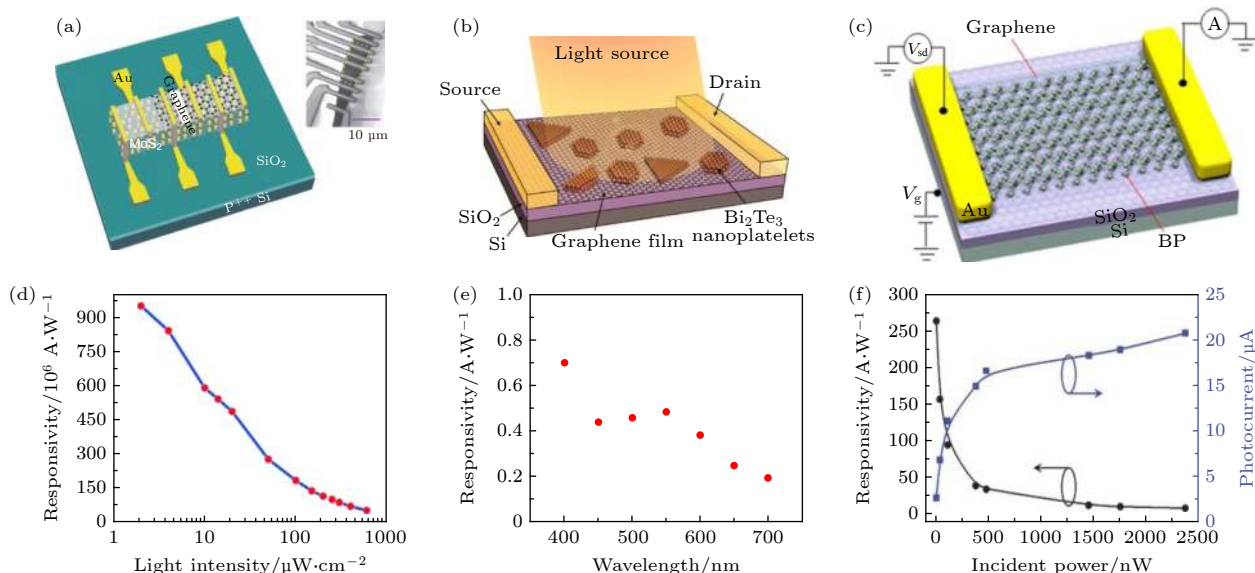 (a)
Au
Graphene
MoS₂
SiO₂
P⁺⁺ Si
10 μm
(b)
Light source
Source
Drain
SiO₂
Si
Graphene film
Bi₂Te₃
nanoplatelets
(c)
Graphene
A
V_sd
V_g
Au
SiO₂
Si
BP
(d)
Responsivity/10⁶ A·W⁻¹
900
750
600
450
300
150
0
1 10 100 1000
Light intensity/μW·cm⁻²
(e)
Responsivity/A·W⁻¹
1.0
0.8
0.6
0.4
0.2
0
400 500 600 700
Wavelength/nm
(f)
Responsivity/A·W⁻¹
300
250
200
150
100
50
0
25
20
15
10
5
0
Photocurrent/μA
0 500 1000 1500 2000 2500
Incident power/nW